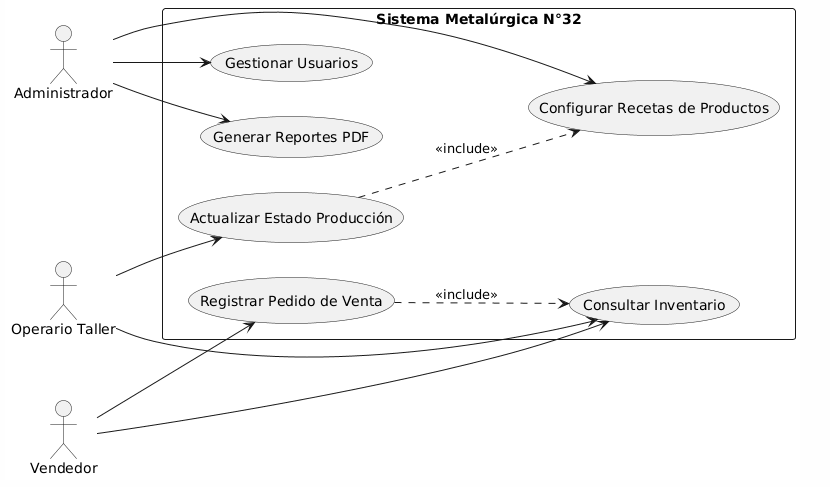 Sistema Metalúrgica N°32
Administrador
Gestionar Usuarios
Configurar Recetas de Productos
Generar Reportes PDF
«include»
Actualizar Estado Producción
Operario Taller
Registrar Pedido de Venta
«include»
Consultar Inventario
Vendedor